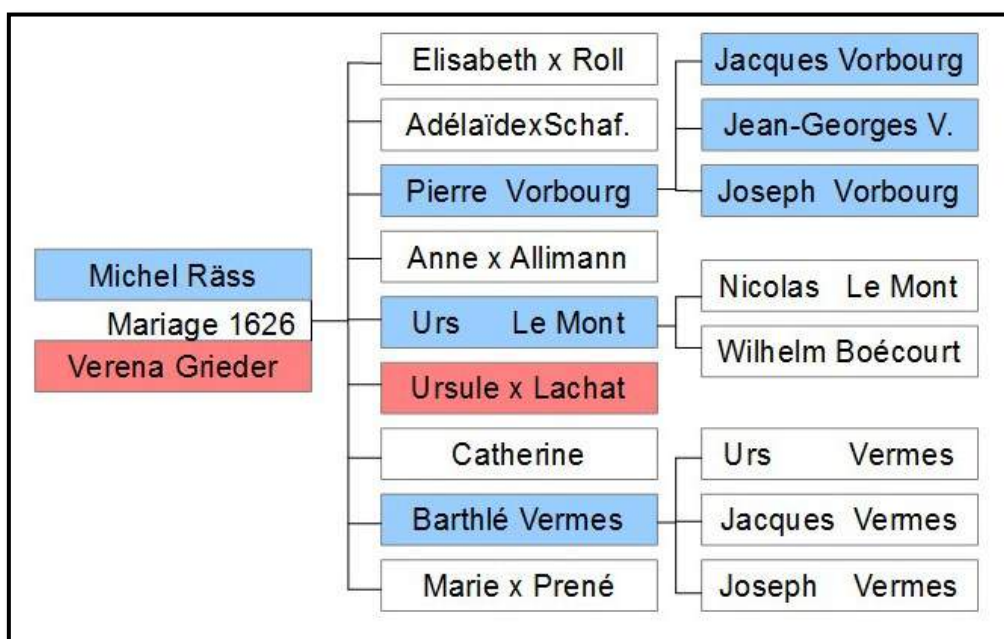 Michel Räss
Mariage 1626
Verena Grieder
Elisabeth x Roll
AdélaïdexSchaf.
Pierre Vorbourg
Anne x Allimann
Urs Le Mont
Ursule x Lachat
Catherine
Barthlé Vermes
Marie x Prené
Jacques Vorbourg
Jean-Georges V.
Joseph Vorbourg
Nicolas Le Mont
Wilhelm Boécourt
Urs Vermes
Jacques Vermes
Joseph Vermes